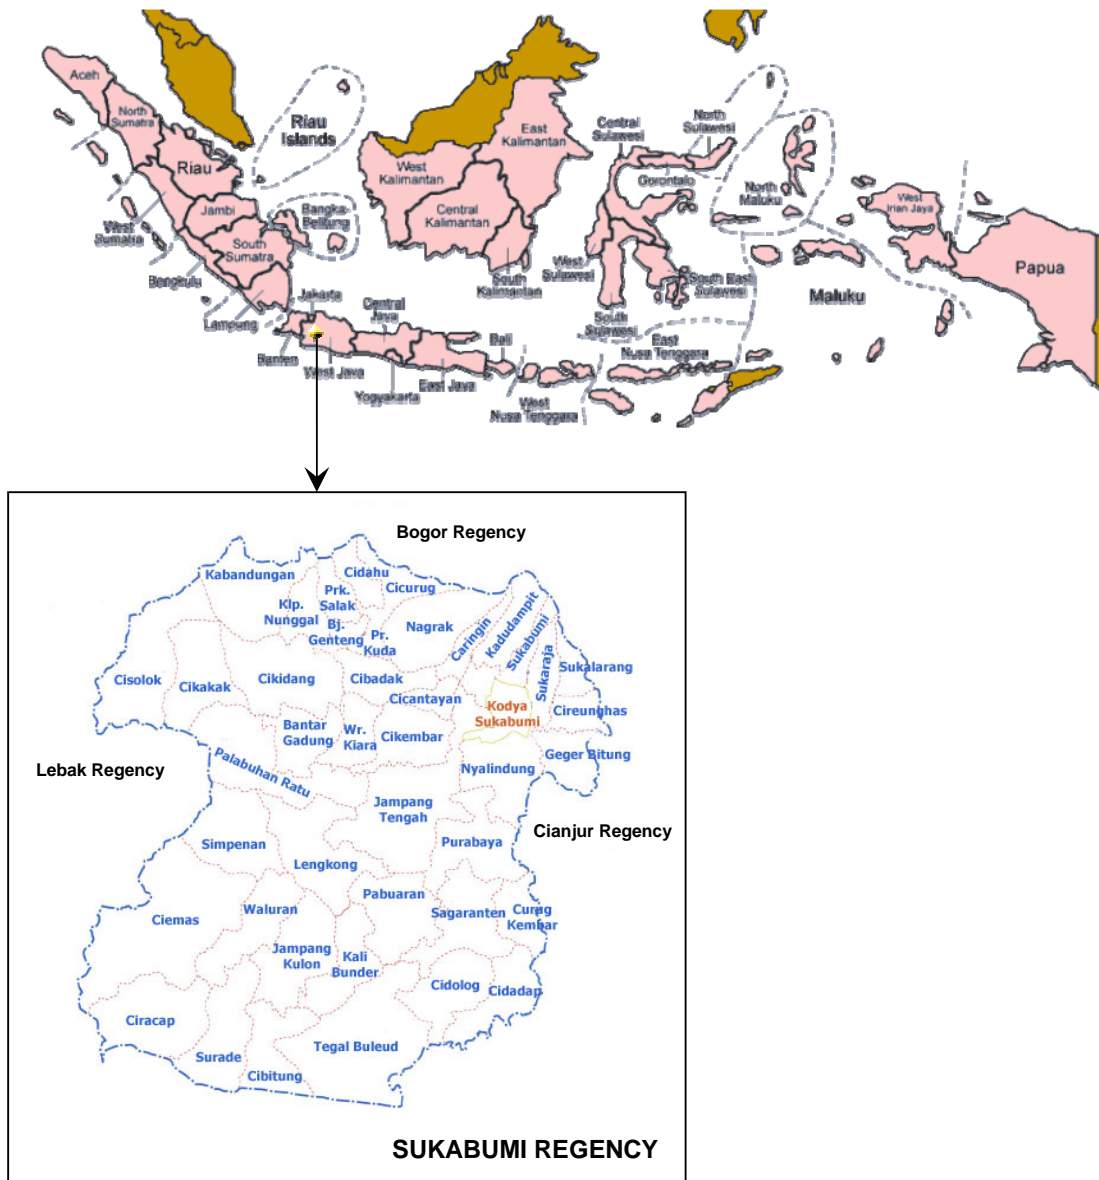 Aceh
North
Sumatra
Riau
Riau
Islands
Jambi
West
Sumatra
South
Sumatra
Bangka-
Belitung
Bengkulu
Lampung
Jakarta
Banten
West Java
Central
Java
Yogyakarta
East Java
Bali
West
Nusa Tenggara
East
Nusa Tenggara
West
Kalimantan
Central
Kalimantan
East
Kalimantan
South
Kalimantan
Central
Sulawesi
North
Sulawesi
Gorontalo
West
Sulawesi
South
Sulawesi
South East
Sulawesi
North
Maluku
Maluku
West
Irian Jaya
Papua
Bogor Regency
Lebak Regency
Cianjur Regency
Kabandungan
Cidahu
Cicurug
Prk.
Salak
Klp.
Nunggal
Bj.
Genteng
Pr.
Kuda
Nagrak
Caringin
Kadudampit
Sukabumi
Sukaraja
Sukalarang
Cisolok
Cikakak
Cikidang
Cibadak
Cicantayan
Kodya
Sukabumi
Cireunghas
Bantar
Gadung
Wr.
Kiara
Cikembar
Geger Bitung
Palabuhan Ratu
Nyalindung
Jampang
Tengah
Simpenan
Purabaya
Lengkong
Pabuaran
Waluran
Ciemas
Sagaranten
Curug
Kembar
Jampang
Kulon
Kali
Bunder
Cidolog
Cidadap
Ciracap
Surade
Cibitung
Tegal Buleud
SUKABUMI REGENCY